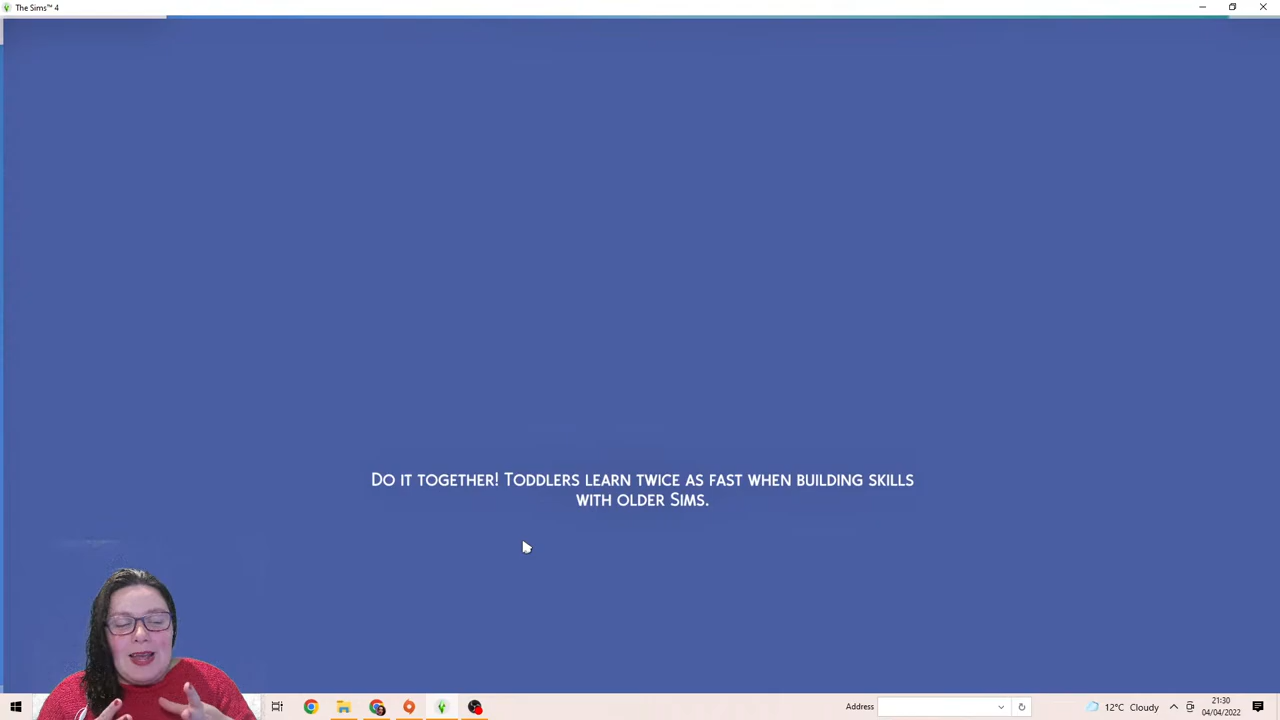 The Sims™ 4
Do it together! Toddlers learn twice as fast when building skills
with older Sims.
Address
12°C Cloudy
21:30
04/04/2022